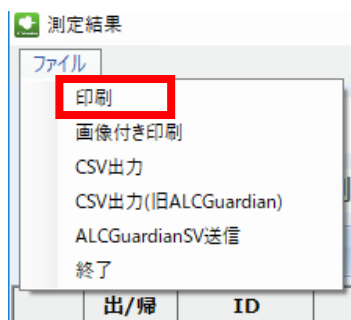 測定結果
ファイル
印刷
画像付き印刷
CSV出力
CSV出力(旧ALCGuardian)
ALCGuardianSV送信
終了
出/帰 ID